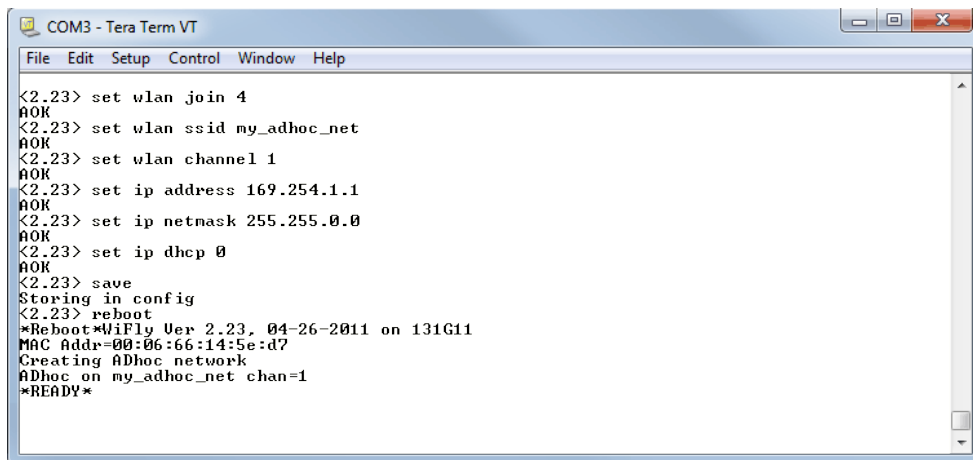 COM3 - Tera Term VT
File Edit Setup Control Window Help
<2.23> set wlan join 4
AOK
<2.23> set wlan ssid my_adhoc_net
AOK
<2.23> set wlan channel 1
AOK
<2.23> set ip address 169.254.1.1
AOK
<2.23> set ip netmask 255.255.0.0
AOK
<2.23> set ip dhcp 0
AOK
<2.23> save
Storing in config
<2.23> reboot
*Reboot*WiFly Ver 2.23, 04-26-2011 on 131G11
MAC Addr=00:06:66:14:5e:d7
Creating ADhoc network
ADhoc on my_adhoc_net chan=1
*READY*